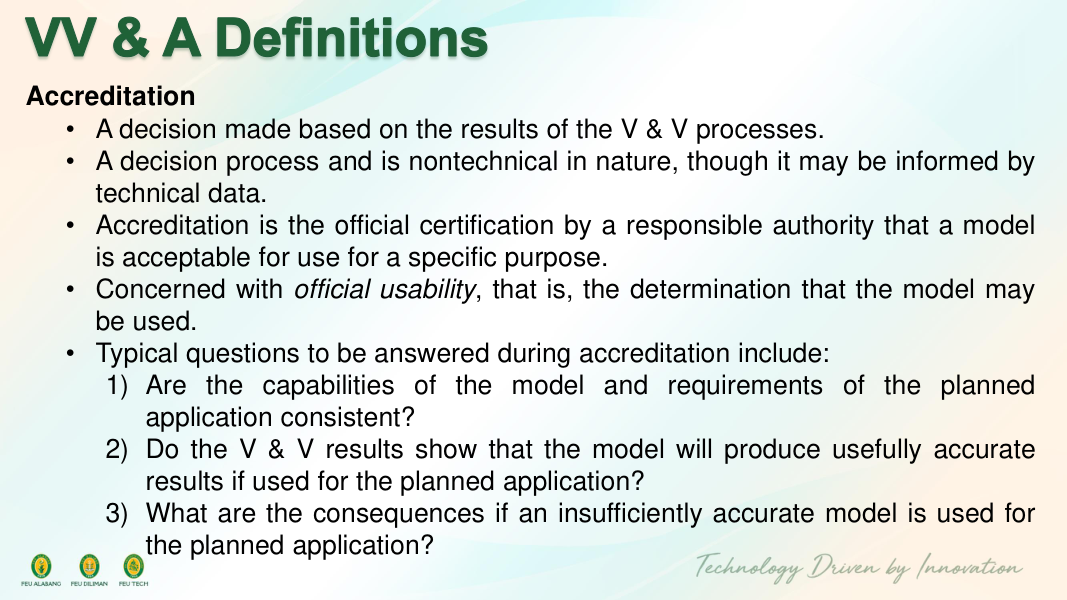 VV & A Definitions
Accreditation
• A decision made based on the results of the V & V processes.
• A decision process and is nontechnical in nature, though it may be informed by
technical data.
• Accreditation is the official certification by a responsible authority that a model
is acceptable for use for a specific purpose.
• Concerned with official usability, that is, the determination that the model may
be used.
• Typical questions to be answered during accreditation include:
1) Are the capabilities of the model and requirements of the planned
application consistent?
2) Do the V & V results show that the model will produce usefully accurate
results if used for the planned application?
3) What are the consequences if an insufficiently accurate model is used for
the planned application?
FEU ALABANG FEU DILIMAN FEU TECH
Technology Driven by Innovation